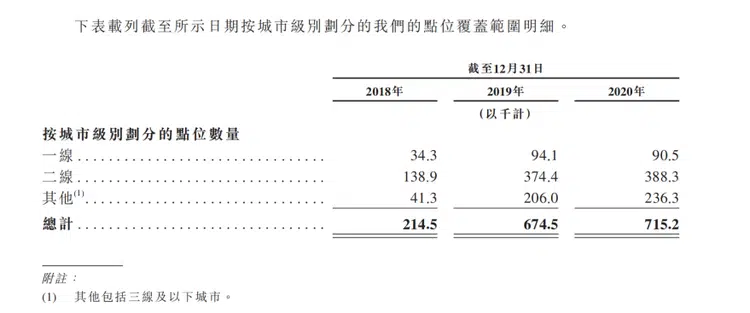 下表載列截至所示日期按城市級別劃分的我們的點位覆蓋範圍明細。
截至12月31日
2018年 2019年 2020年
(以千計)
按城市級別劃分的點位數量
一線 34.3 94.1 90.5
二線 138.9 374.4 388.3
其他(1) 41.3 206.0 236.3
總計 214.5 674.5 715.2
附註：
(1) 其他包括三線及以下城市。